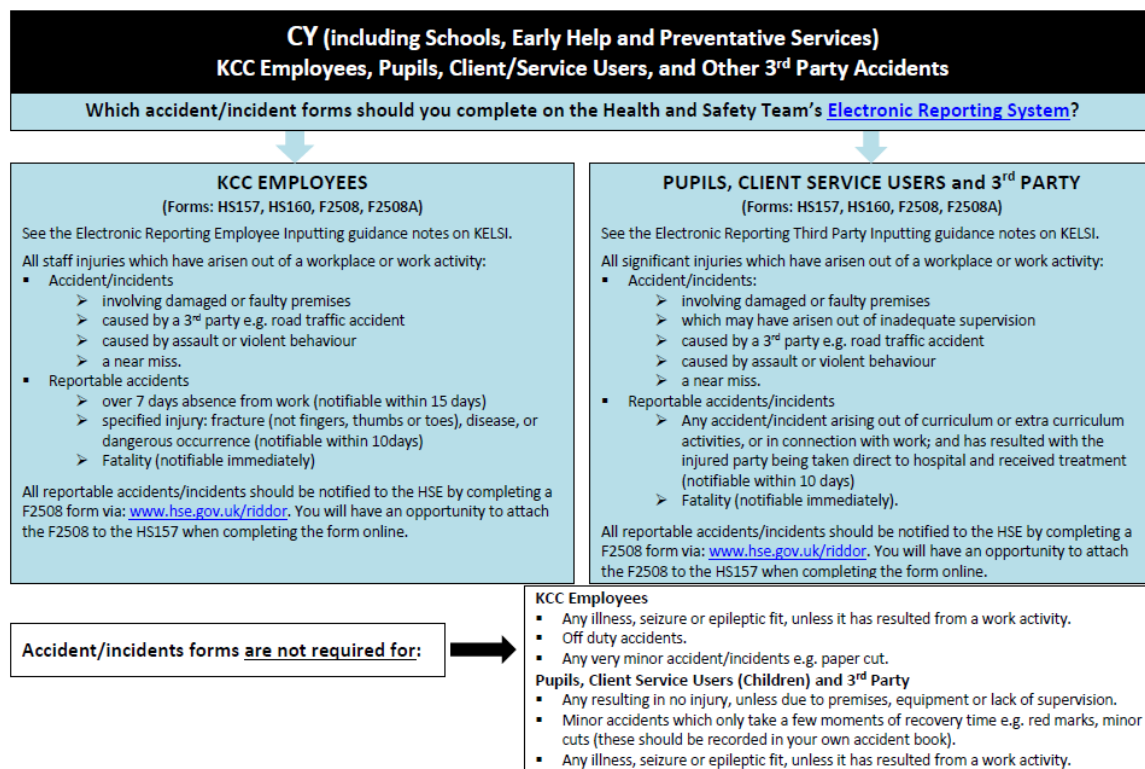 CY (including Schools, Early Help and Preventative Services)
KCC Employees, Pupils, Client/Service Users, and Other 3rd Party Accidents
Which accident/incident forms should you complete on the Health and Safety Team's Electronic Reporting System?
KCC EMPLOYEES
(Forms: HS157, HS160, F2508, F2508A)
See the Electronic Reporting Employee Inputting guidance notes on KELSI.
All staff injuries which have arisen out of a workplace or work activity:
▪ Accident/incidents
➢ involving damaged or faulty premises
➢ caused by a 3rd party e.g. road traffic accident
➢ caused by assault or violent behaviour
➢ a near miss.
▪ Reportable accidents
➢ over 7 days absence from work (notifiable within 15 days)
➢ specified injury: fracture (not fingers, thumbs or toes), disease, or
dangerous occurrence (notifiable within 10days)
➢ Fatality (notifiable immediately)
All reportable accidents/incidents should be notified to the HSE by completing a
F2508 form via: www.hse.gov.uk/riddor. You will have an opportunity to attach
the F2508 to the HS157 when completing the form online.
PUPILS, CLIENT SERVICE USERS and 3rd PARTY
(Forms: HS157, HS160, F2508, F2508A)
See the Electronic Reporting Third Party Inputting guidance notes on KELSI.
All significant injuries which have arisen out of a workplace or work activity:
▪ Accident/incidents:
➢ involving damaged or faulty premises
➢ which may have arisen out of inadequate supervision
➢ caused by a 3rd party e.g. road traffic accident
➢ caused by assault or violent behaviour
➢ a near miss.
▪ Reportable accidents/incidents
➢ Any accident/incident arising out of curriculum or extra curriculum
activities, or in connection with work; and has resulted with the
injured party being taken direct to hospital and received treatment
(notifiable within 10 days)
➢ Fatality (notifiable immediately).
All reportable accidents/incidents should be notified to the HSE by completing a
F2508 form via: www.hse.gov.uk/riddor. You will have an opportunity to attach
the F2508 to the HS157 when completing the form online.
Accident/incidents forms are not required for:
KCC Employees
▪ Any illness, seizure or epileptic fit, unless it has resulted from a work activity.
▪ Off duty accidents.
▪ Any very minor accident/incidents e.g. paper cut.
Pupils, Client Service Users (Children) and 3rd Party
▪ Any resulting in no injury, unless due to premises, equipment or lack of supervision.
▪ Minor accidents which only take a few moments of recovery time e.g. red marks, minor
cuts (these should be recorded in your own accident book).
▪ Any illness, seizure or epileptic fit, unless it has resulted from a work activity.